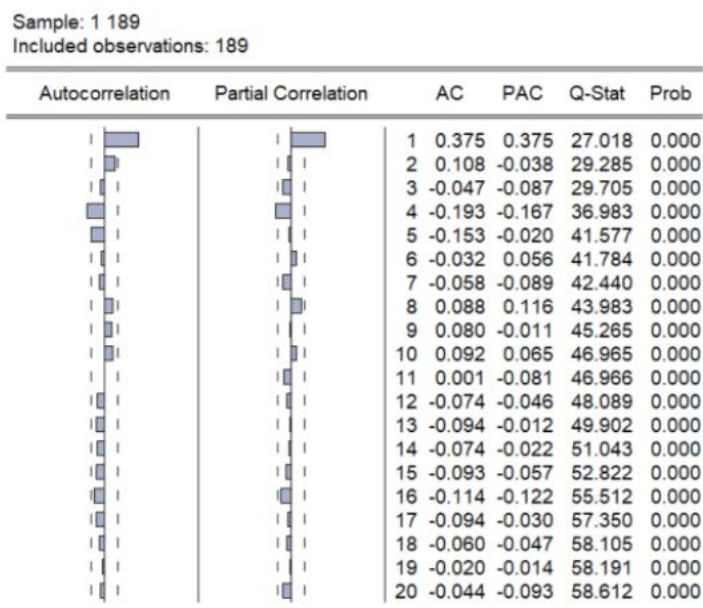 Sample: 1 189
Included observations: 189
Autocorrelation Partial Correlation AC PAC Q-Stat Prob
1 0.375 0.375 27.018 0.000
2 0.108 -0.038 29.285 0.000
3 -0.047 -0.087 29.705 0.000
4 -0.193 -0.167 36.983 0.000
5 -0.153 -0.020 41.577 0.000
6 -0.032 0.056 41.784 0.000
7 -0.058 -0.089 42.440 0.000
8 0.088 0.116 43.983 0.000
9 0.080 -0.011 45.265 0.000
10 0.092 0.065 46.965 0.000
11 0.001 -0.081 46.966 0.000
12 -0.074 -0.046 48.089 0.000
13 -0.094 -0.012 49.902 0.000
14 -0.074 -0.022 51.043 0.000
15 -0.093 -0.057 52.822 0.000
16 -0.114 -0.122 55.512 0.000
17 -0.094 -0.030 57.350 0.000
18 -0.060 -0.047 58.105 0.000
19 -0.020 -0.014 58.191 0.000
20 -0.044 -0.093 58.612 0.000